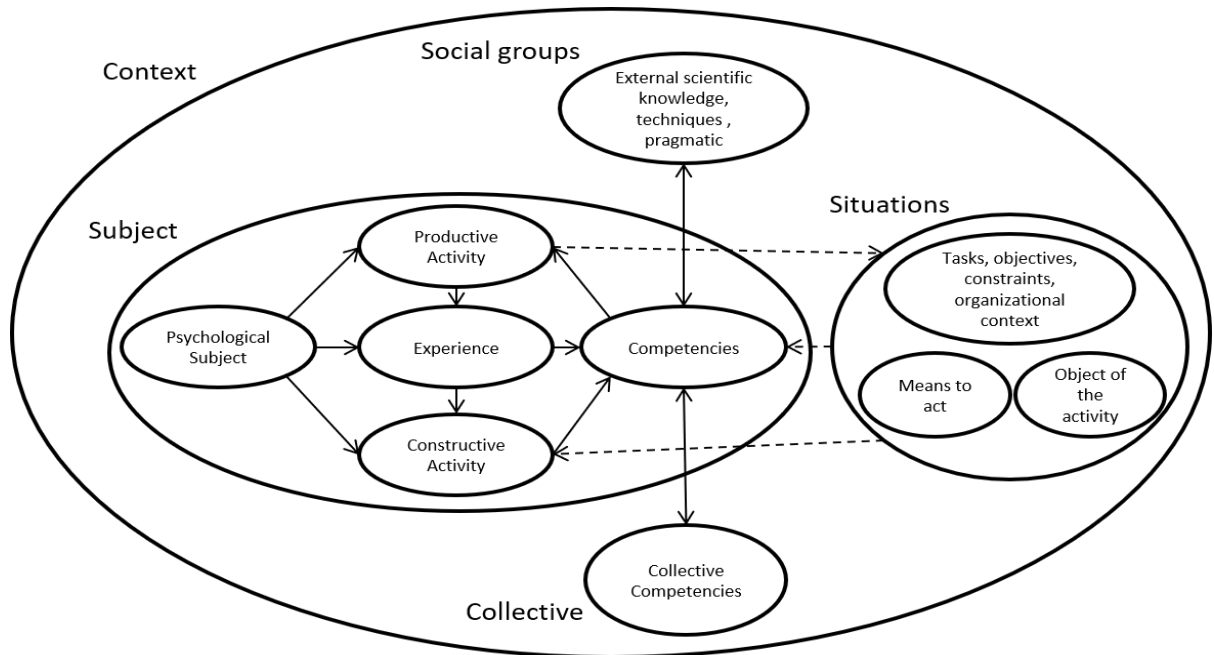 Social groups
Context
External scientific
knowledge,
techniques ,
pragmatic
Subject
Situations
Productive
Activity
Tasks, objectives,
constraints,
organizational
context
Psychological
Subject
Experience
Competencies
Means to
act
Object of
the
activity
Constructive
Activity
Collective
Competencies
Collective